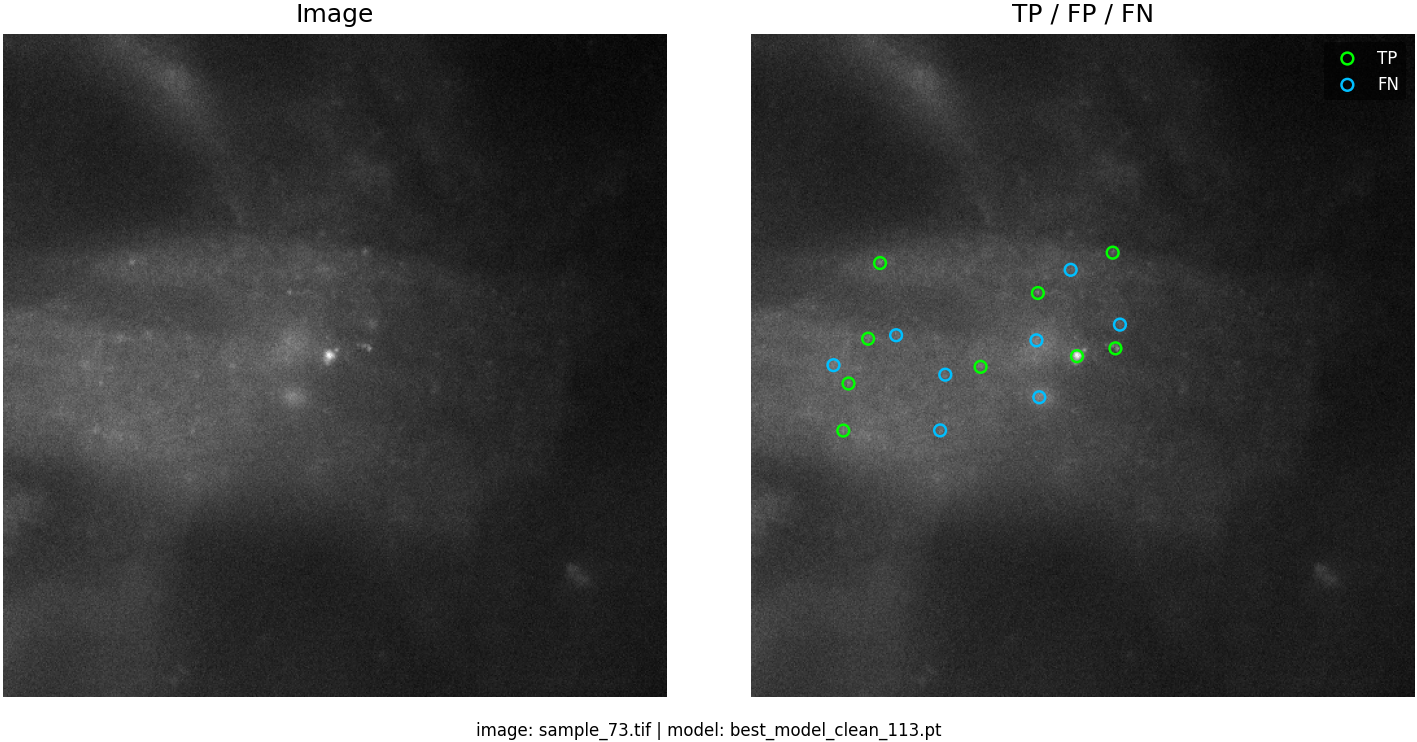 Image
TP / FP / FN
TP
FN
image: sample_73.tif | model: best_model_clean_113.pt